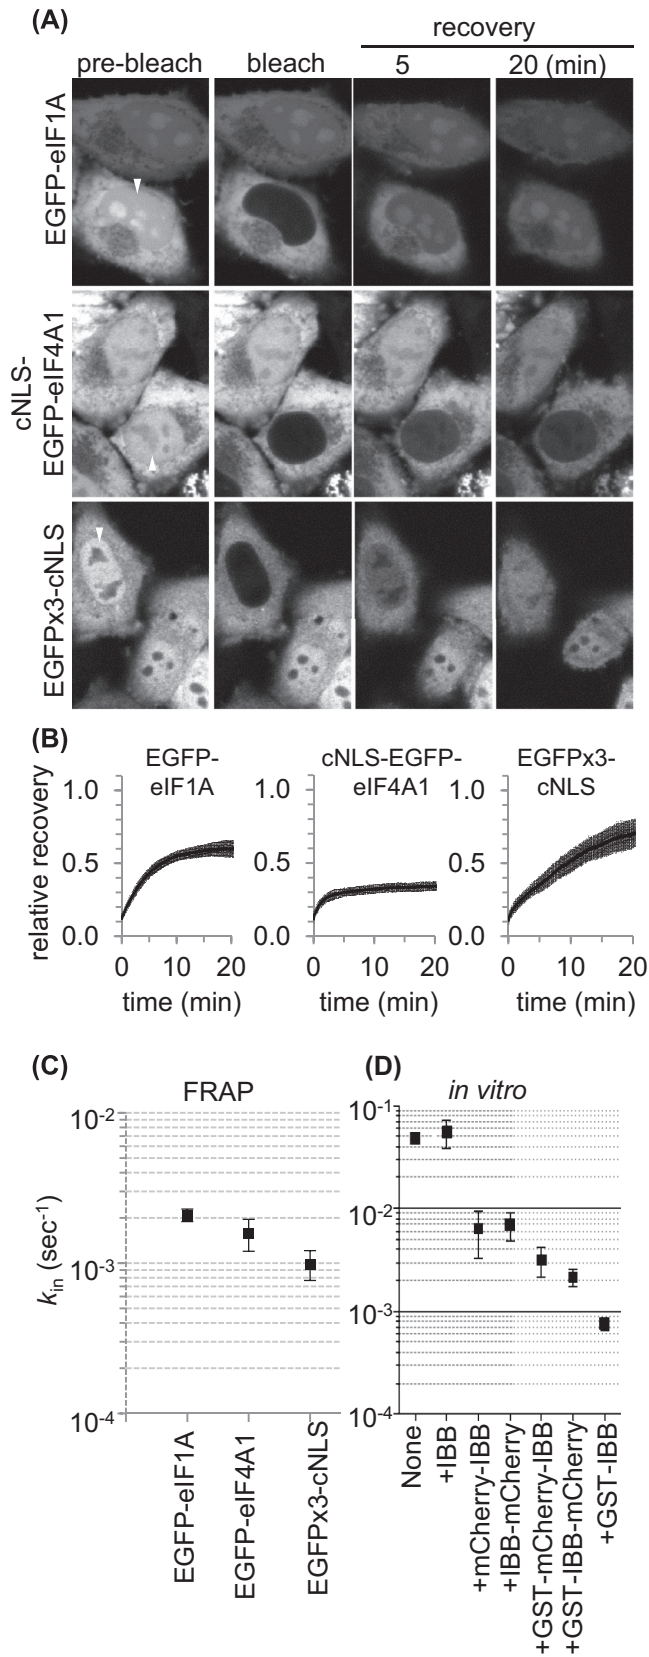 (A)
recovery
pre-bleach bleach 5 20 (min)
EGFP-eIF1A
cNLS-
EGFP-eIF4A1
EGFPx3-cNLS
(B)
EGFP-
eIF1A
cNLS-EGFP-
eIF4A1
EGFPx3-
cNLS
relative recovery
1.0 1.0 1.0
0.5 0.5 0.5
0.0 0.0 0.0
0 10 20 0 10 20 0 10 20
time (min) time (min) time (min)
(C)
FRAP
kin (sec-1)
10-2
10-3
10-4
EGFP-eIF1A
EGFP-eIF4A1
EGFPx3-cNLS
(D)
in vitro
10-1
10-2
10-3
10-4
None
+IBB
+mCherry-IBB
+IBB-mCherry
+GST-mCherry-IBB
+GST-IBB-mCherry
+GST-IBB